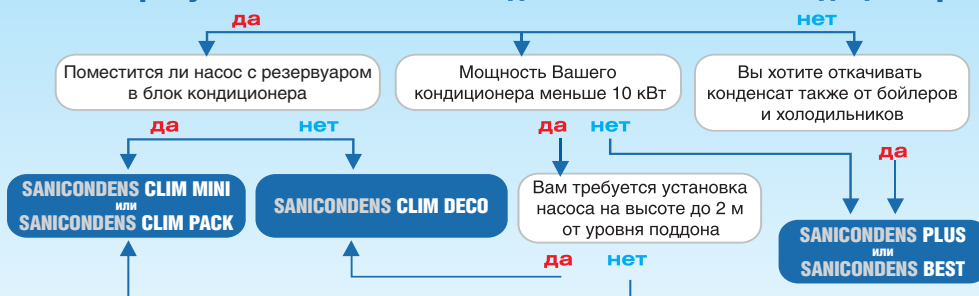 да
нет
Поместится ли насос с резервуаром
в блок кондиционера
Мощность Вашего
кондиционера меньше 10 кВт
Вы хотите откачивать
конденсат также от бойлеров
и холодильников
да
нет
да
нет
да
SANICONDENS CLIM MINI
или
SANICONDENS CLIM PACK
SANICONDENS CLIM DECO
Вам требуется установка
насоса на высоте до 2 м
от уровня поддона
SANICONDENS PLUS
или
SANICONDENS BEST
да
нет